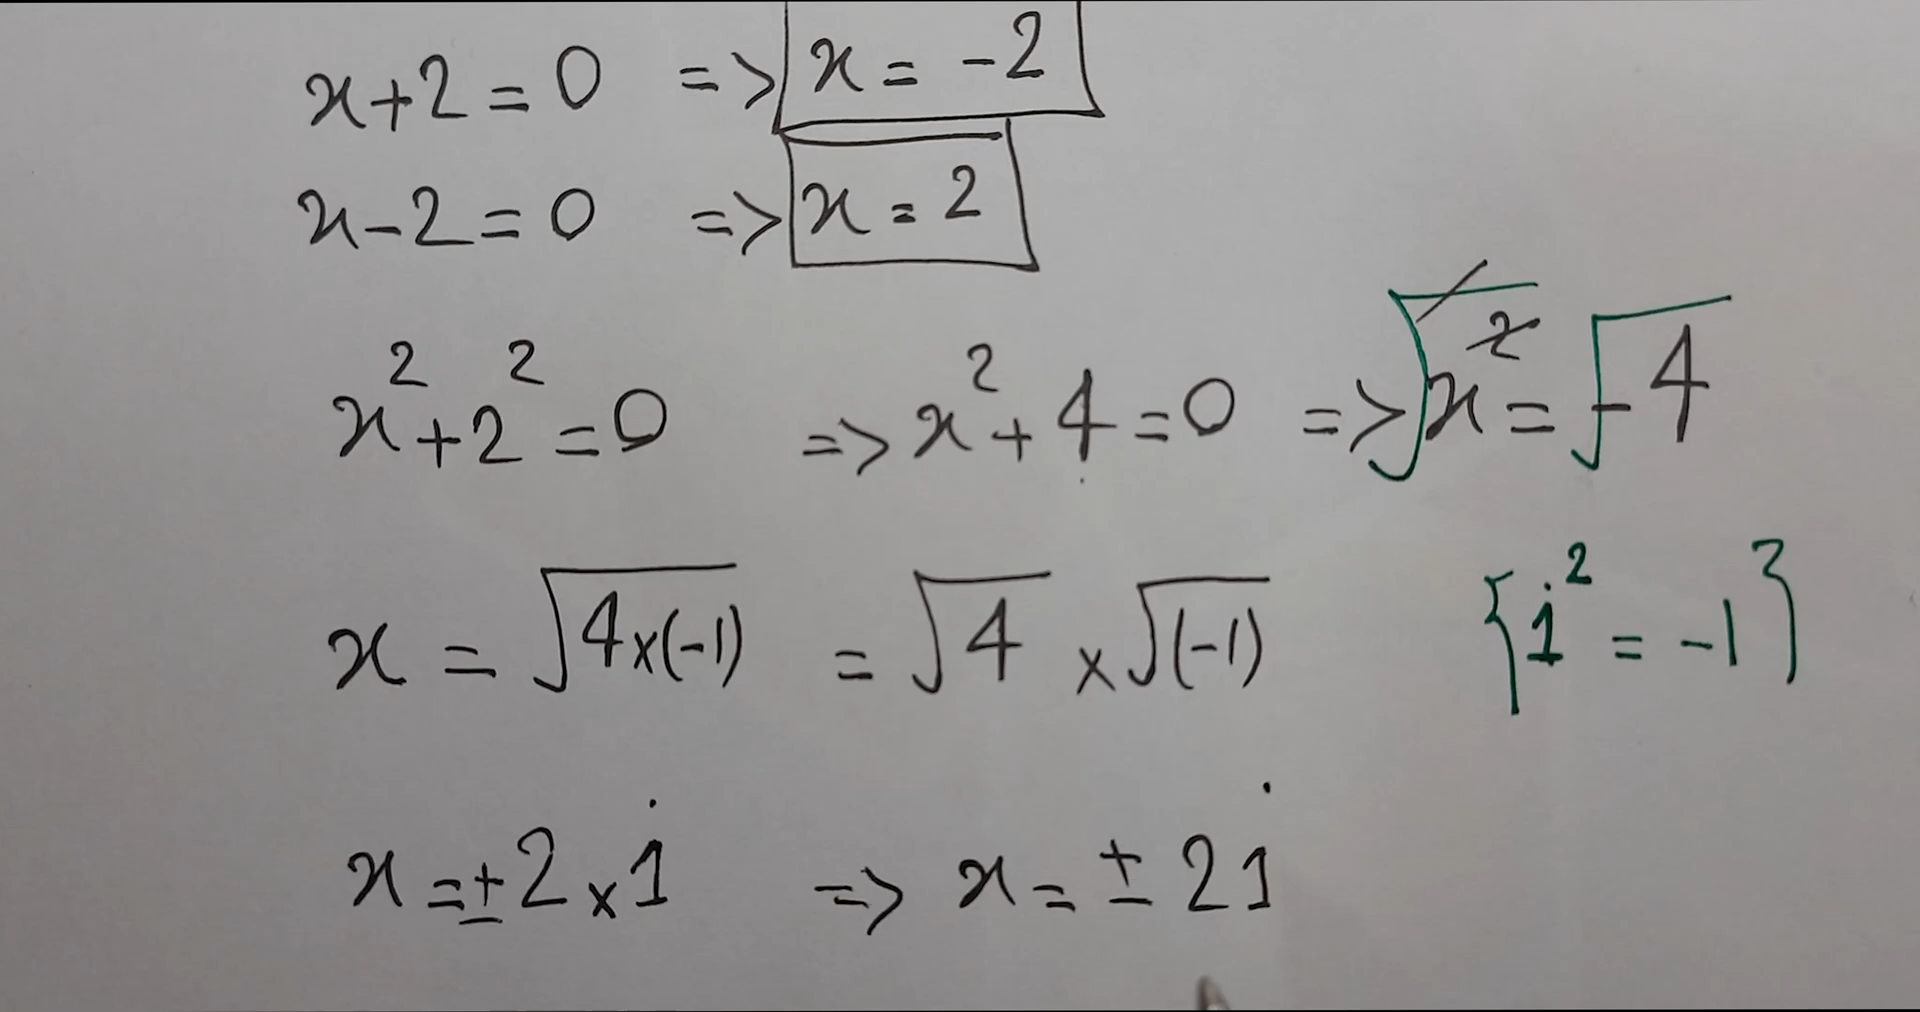 x+2=0 => x = -2
x-2=0 => x = 2
x²+2²=0 => x²+4=0 => √x² = √-4
x = √4×(-1) = √4 × √(-1) {i² = -1}
x = ±2×i => x = ±2i